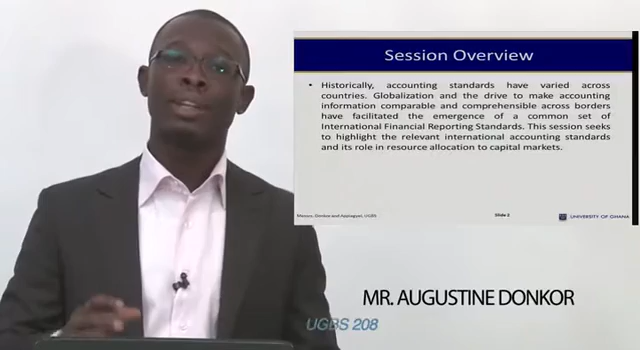 Session Overview
• Historically, accounting standards have varied across
countries. Globalization and the drive to make accounting
information comparable and comprehensible across borders
have facilitated the emergence of a common set of
International Financial Reporting Standards. This session seeks
to highlight the relevant international accounting standards
and its role in resource allocation to capital markets.
Slide 2
UNIVERSITY OF GHANA
MR. AUGUSTINE DONKOR
UGBS 208